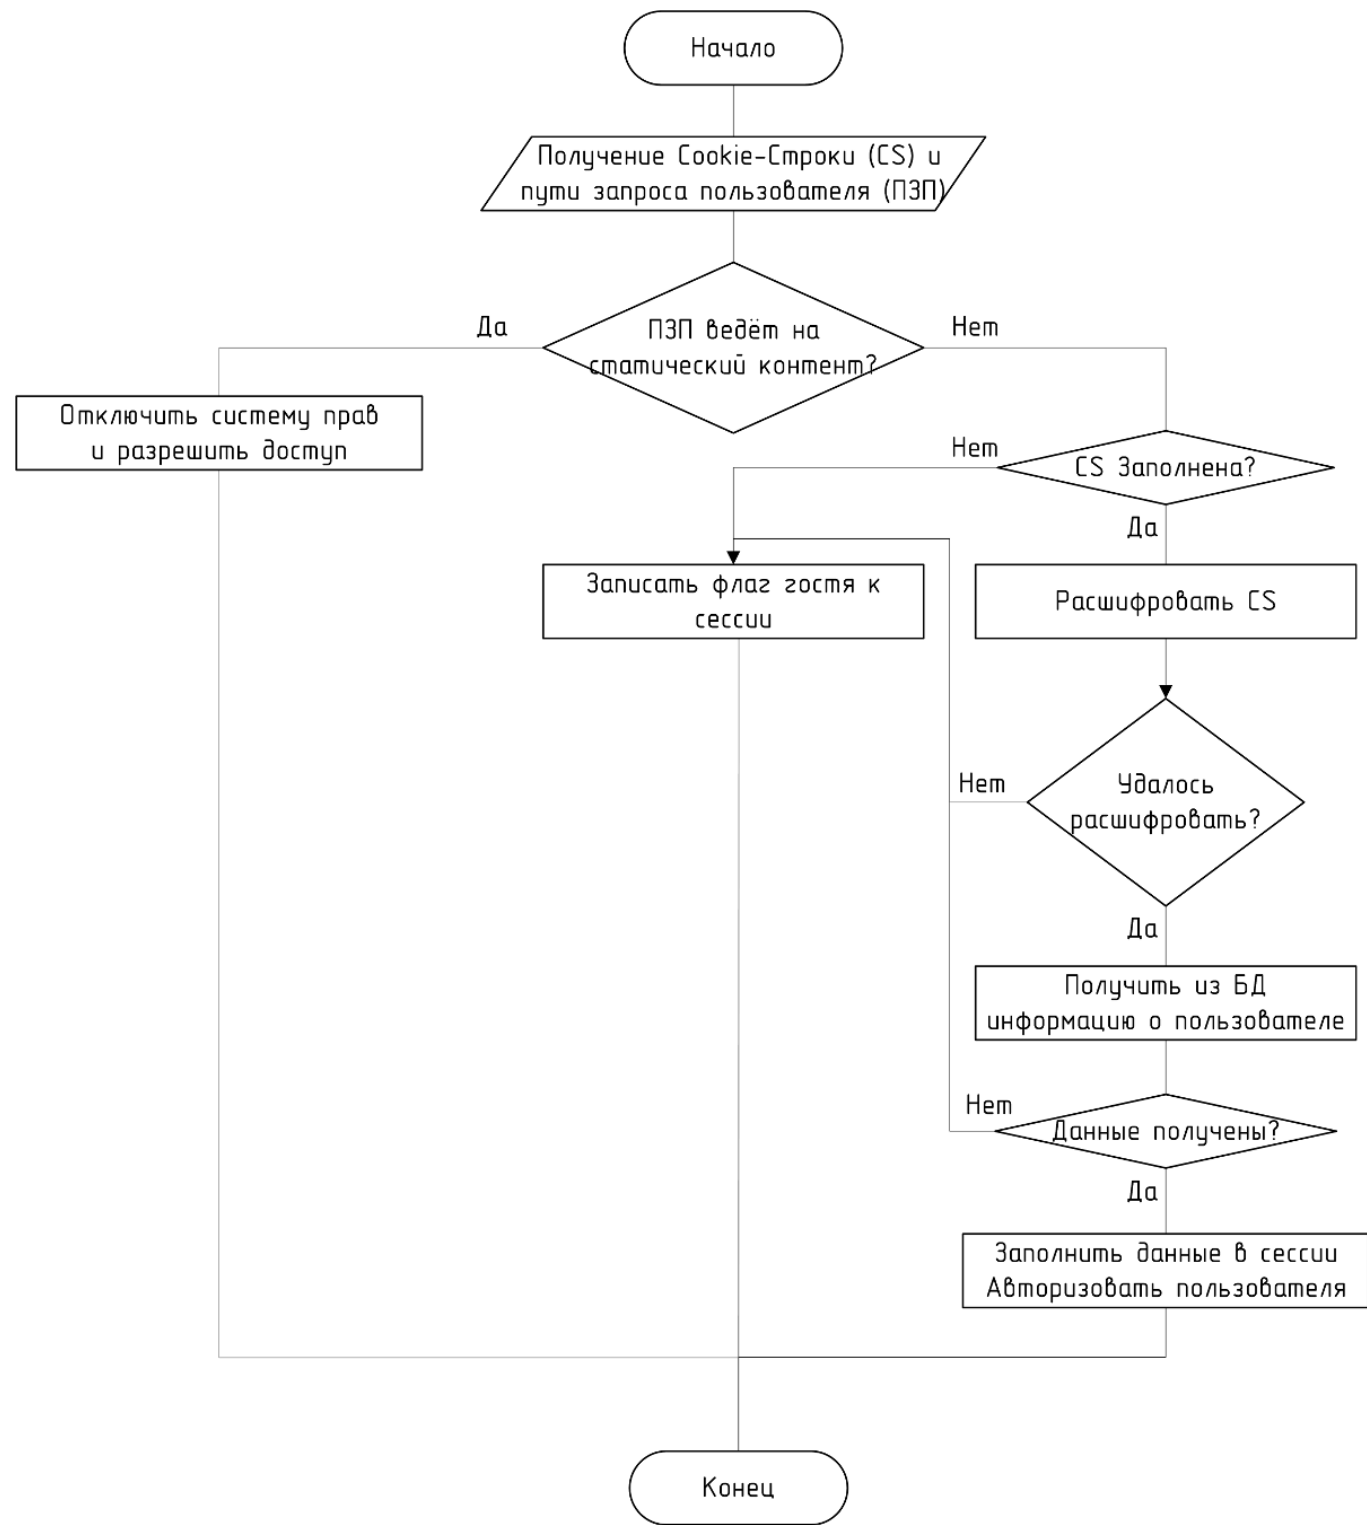 Начало
Получение Cookie-Строки (CS) и
пути запроса пользователя (ПЗП)
Да
ПЗП ведёт на
статический контент?
Нет
Отключить систему прав
и разрешить доступ
Нет
CS Заполнена?
Да
Записать флаг гостя к
сессии
Расшифровать CS
Нет
Удалось
расшифровать?
Да
Получить из БД
информацию о пользователе
Нет
Данные получены?
Да
Заполнить данные в сессии
Авторизовать пользователя
Конец